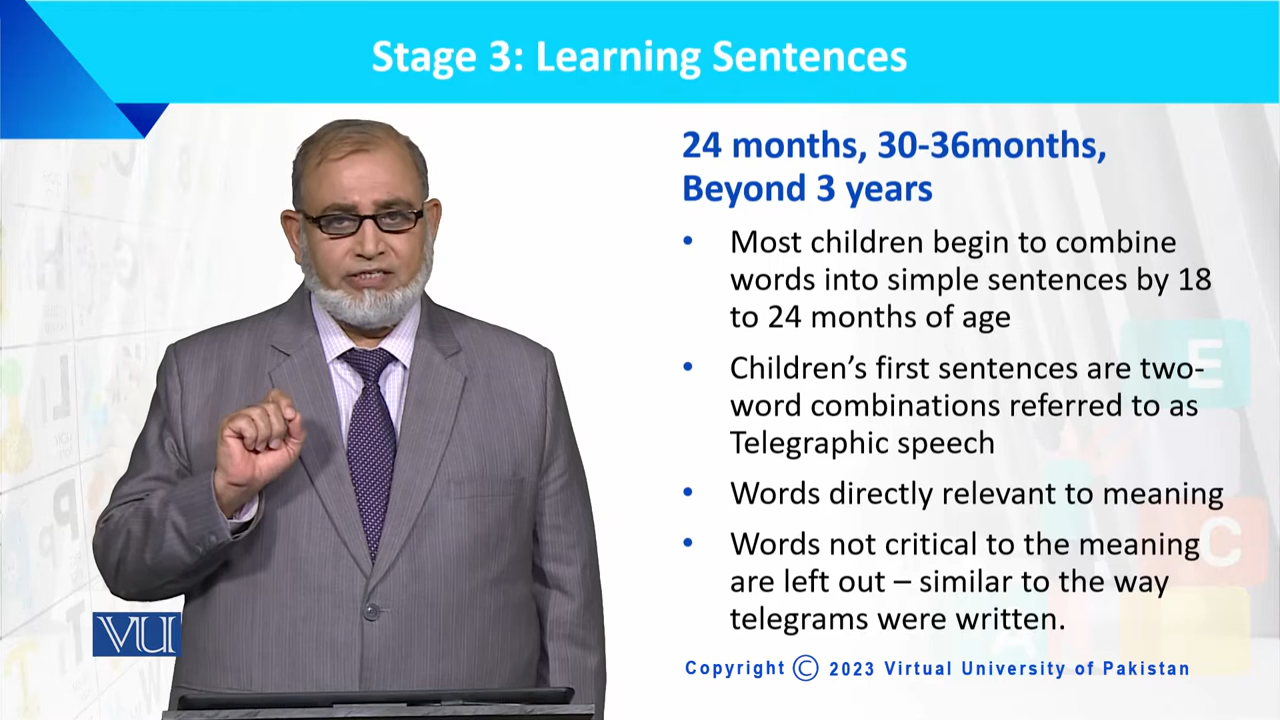 Stage 3: Learning Sentences
24 months, 30-36months,
Beyond 3 years
• Most children begin to combine
words into simple sentences by 18
to 24 months of age
• Children’s first sentences are two-
word combinations referred to as
Telegraphic speech
• Words directly relevant to meaning
• Words not critical to the meaning
are left out – similar to the way
telegrams were written.
VU
Copyright © 2023 Virtual University of Pakistan
E
C
A